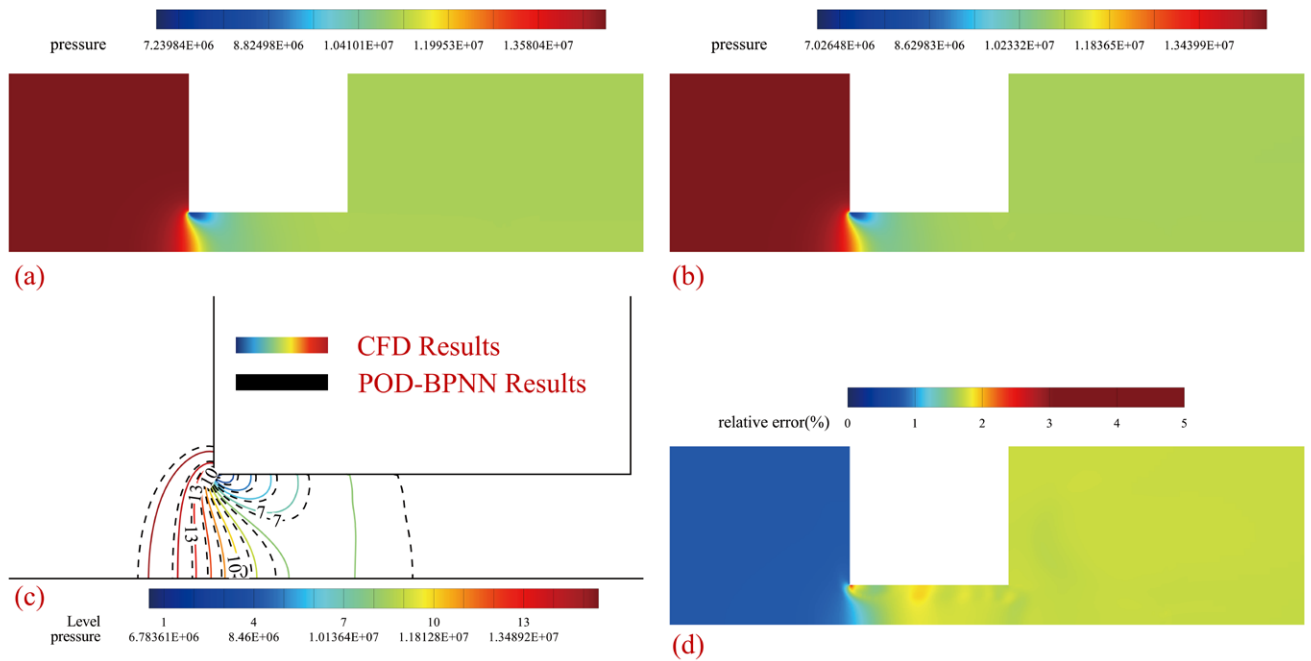 pressure
7.23984E+06 8.82498E+06 1.04101E+07 1.19953E+07 1.35804E+07
(a)
pressure
7.02648E+06 8.62983E+06 1.02332E+07 1.18365E+07 1.34399E+07
(b)
CFD Results
POD-BPNN Results
10
13
13
7
7
10
(c)
Level 1 4 7 10 13
pressure 6.78361E+06 8.46E+06 1.01364E+07 1.18128E+07 1.34892E+07
relative error(%) 0 1 2 3 4 5
(d)